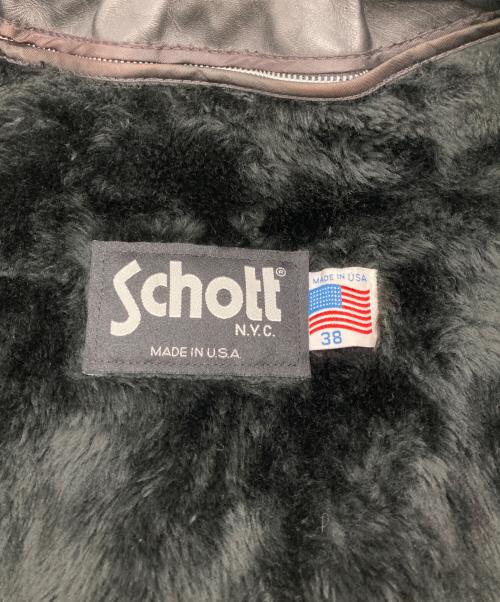 Schott®
N.Y.C.
MADE IN U.S.A.
MADE IN USA
38